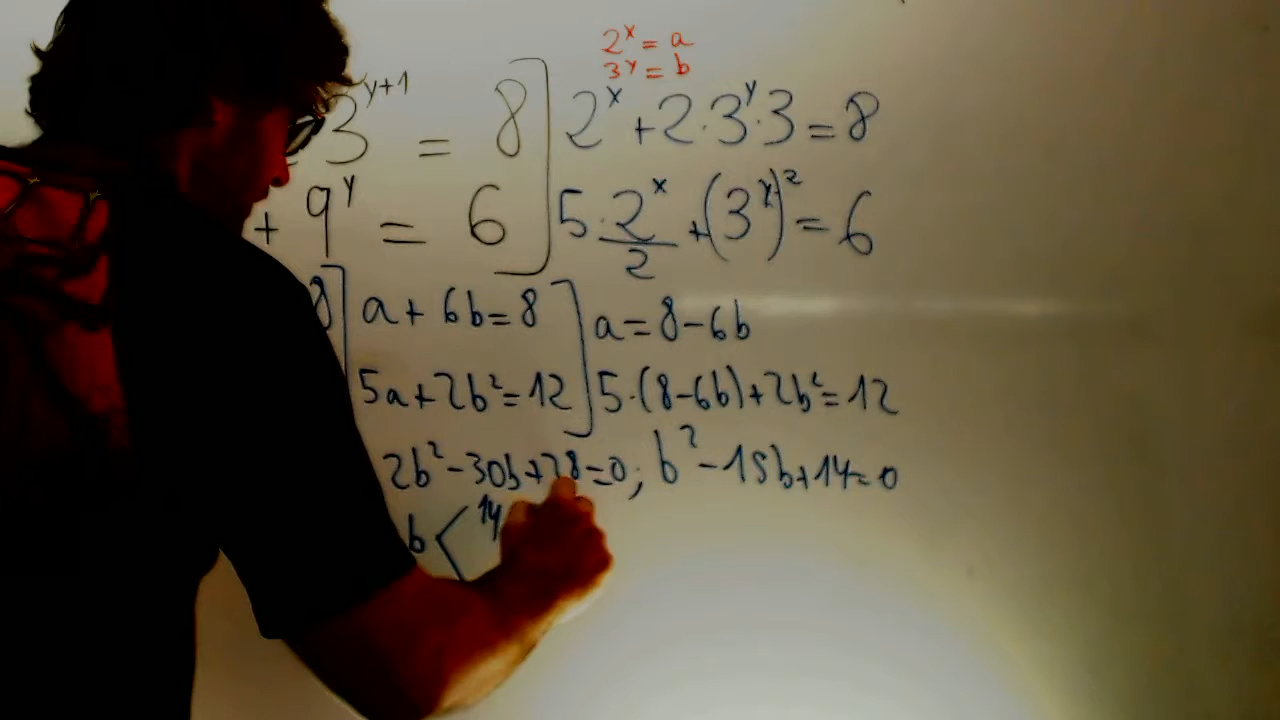 2ˣ = a
3ʸ = b
3ʸ⁺¹ = 8] 2ˣ + 2·3ʸ·3 = 8
+ 9ʸ = 6] 5·2ˣ/2 + (3ʸ)² = 6
8] a + 6b = 8] a = 8 - 6b
5a + 2b² = 12] 5·(8 - 6b) + 2b² = 12
2b² - 30b + 28 = 0; b² - 15b + 14 = 0
b < 14